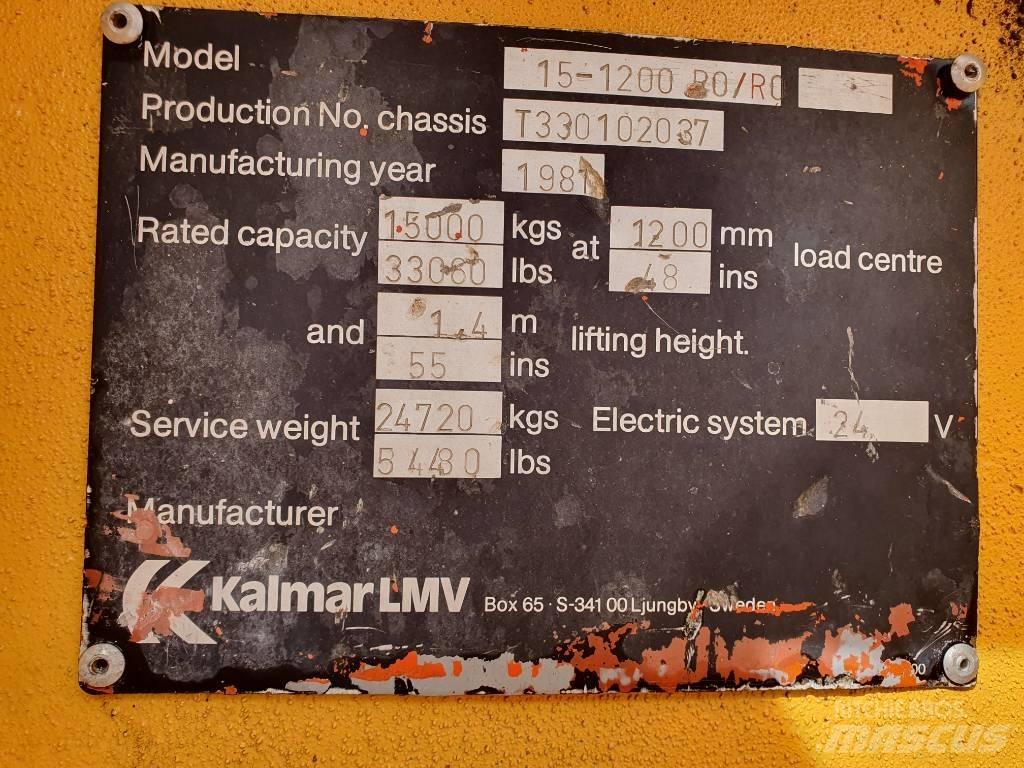 Model 15-1200 RO/RO
Production No. chassis T330102037
Manufacturing year 1981
Rated capacity 15000 kgs at 1200 mm load centre
33060 lbs 48 ins
and 1.4 m lifting height.
55 ins
Service weight 24720 kgs Electric system 24 V
54480 lbs
Manufacturer
Kalmar LMV Box 65 · S-341 00 Ljungby Sweden
RITCHIE BROS
mascus